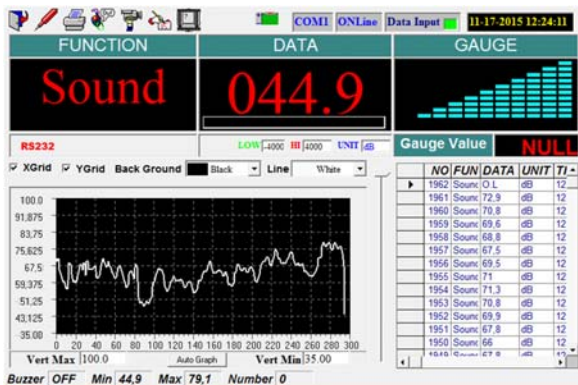 COM1 ONLine Data Input 11-17-2015 12:24:11
FUNCTION DATA GAUGE
Sound 044.9
RS232 LOW -4000 HI 4000 UNIT dB Gauge Value NULL
XGrid YGrid Back Ground Black Line White
NO FUN DATA UNIT TI
1962 Sounc O.L dB 12
1961 Sounc 72,9 dB 12
1960 Sounc 70,8 dB 12
1959 Sounc 69,6 dB 12
1958 Sounc 68,8 dB 12
1957 Sounc 67,5 dB 12
1956 Sounc 69,5 dB 12
1955 Sounc 71 dB 12
1954 Sounc 71,3 dB 12
1953 Sounc 70,8 dB 12
1952 Sounc 69,9 dB 12
1951 Sounc 67,8 dB 12
1950 Sounc 66 dB 12
1949 Sounc 67,8 dB 12
100.0
91,875
83,75
75,625
67,5
59,375
51,25
43,125
35.00
0 20 40 60 80 100 120 140 160 180 200 220 240 260 280 300
Vert Max 100.0 Auto Graph Vert Min 35.00
Buzzer OFF Min 44,9 Max 79,1 Number 0